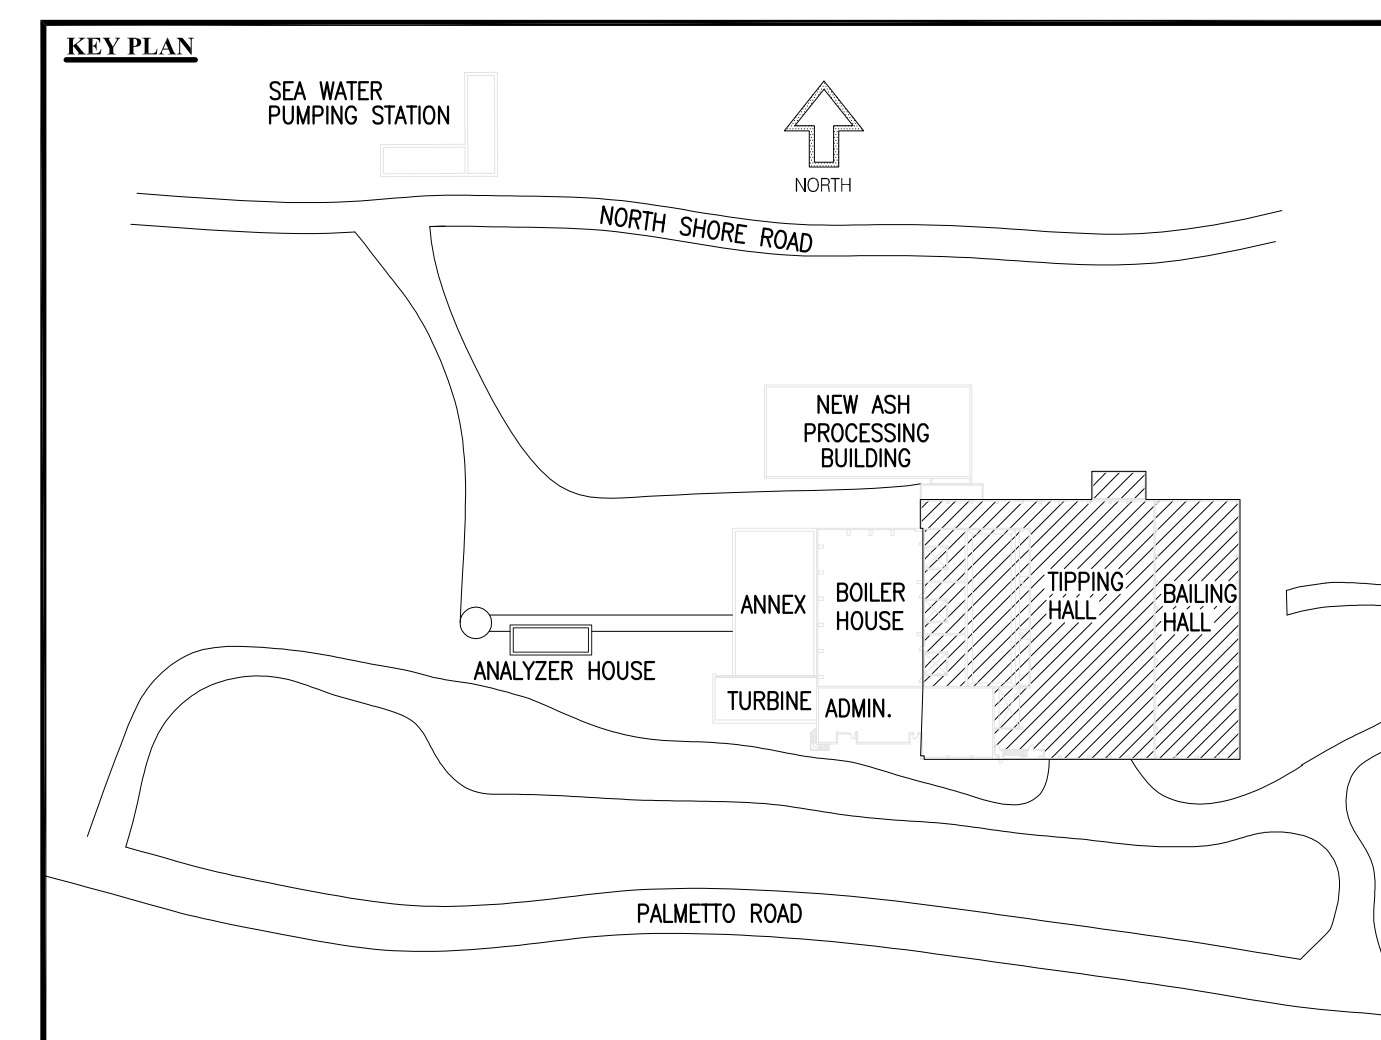 KEY PLAN
SEA WATER
PUMPING STATION
NORTH
NORTH SHORE ROAD
NEW ASH
PROCESSING
BUILDING
TIPPING
HALL
BAILING
HALL
BOILER
HOUSE
ANNEX
ANALYZER HOUSE
TURBINE
ADMIN.
PALMETTO ROAD